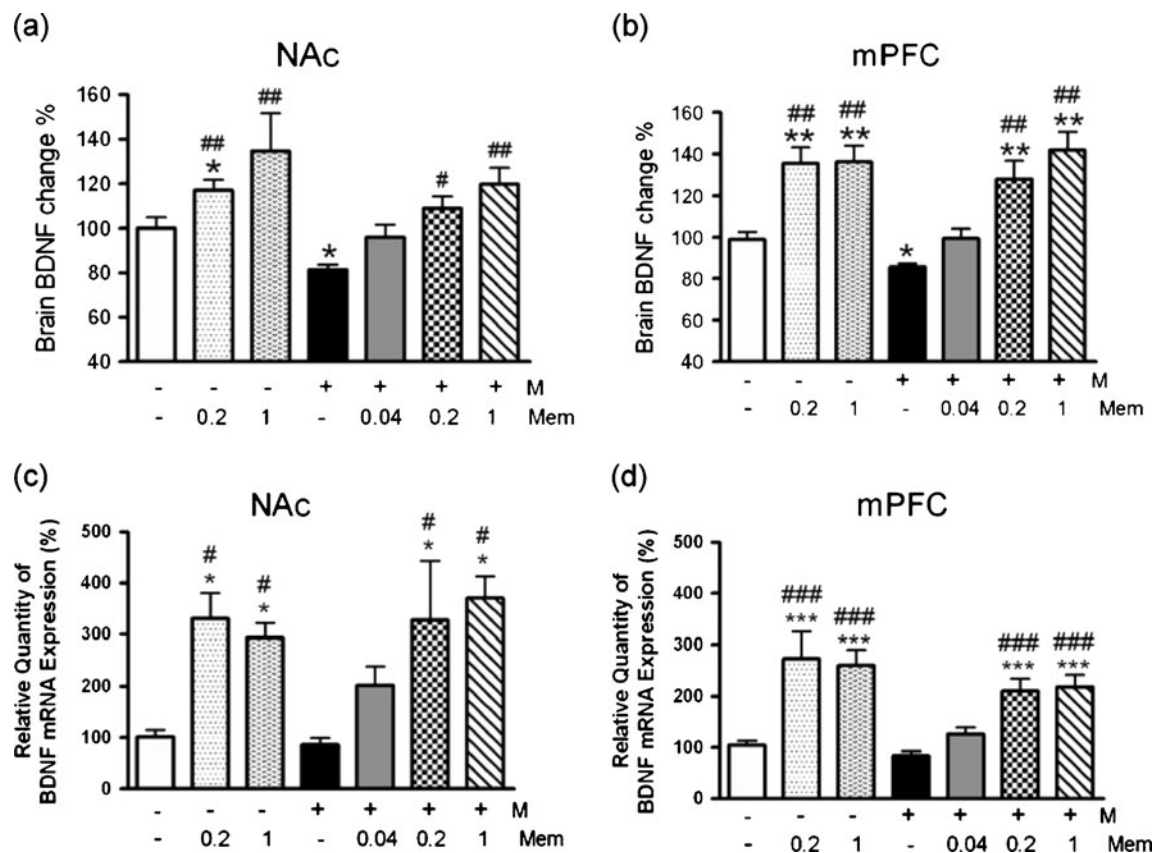 (a)
NAc
Brain BDNF change %
160
140
120
100
80
60
40
##
*
##
*
#
##
- - - + + + + M
- 0.2 1 - 0.04 0.2 1 Mem
(b)
mPFC
Brain BDNF change %
160
140
120
100
80
60
40
##
**
##
**
*
##
**
##
**
- - - + + + + M
- 0.2 1 - 0.04 0.2 1 Mem
(c)
NAc
Relative Quantity of
BDNF mRNA Expression (%)
500
400
300
200
100
0
#
*
#
*
#
*
#
*
- - - + + + + M
- 0.2 1 - 0.04 0.2 1 Mem
(d)
mPFC
Relative Quantity of
BDNF mRNA Expression (%)
500
400
300
200
100
0
###
***
###
***
###
***
###
***
- - - + + + + M
- 0.2 1 - 0.04 0.2 1 Mem